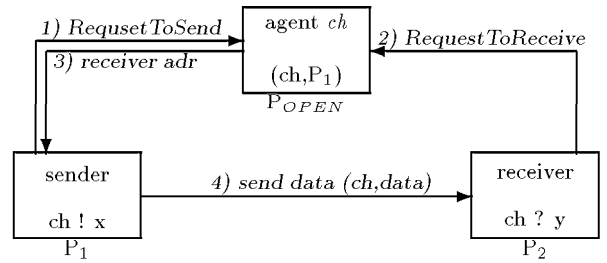 1) RequsetToSend
agent ch
2) RequestToReceive
3) receiver adr
(ch,P1)
POPEN
sender
4) send data (ch,data)
receiver
ch ! x
ch ? y
P1
P2